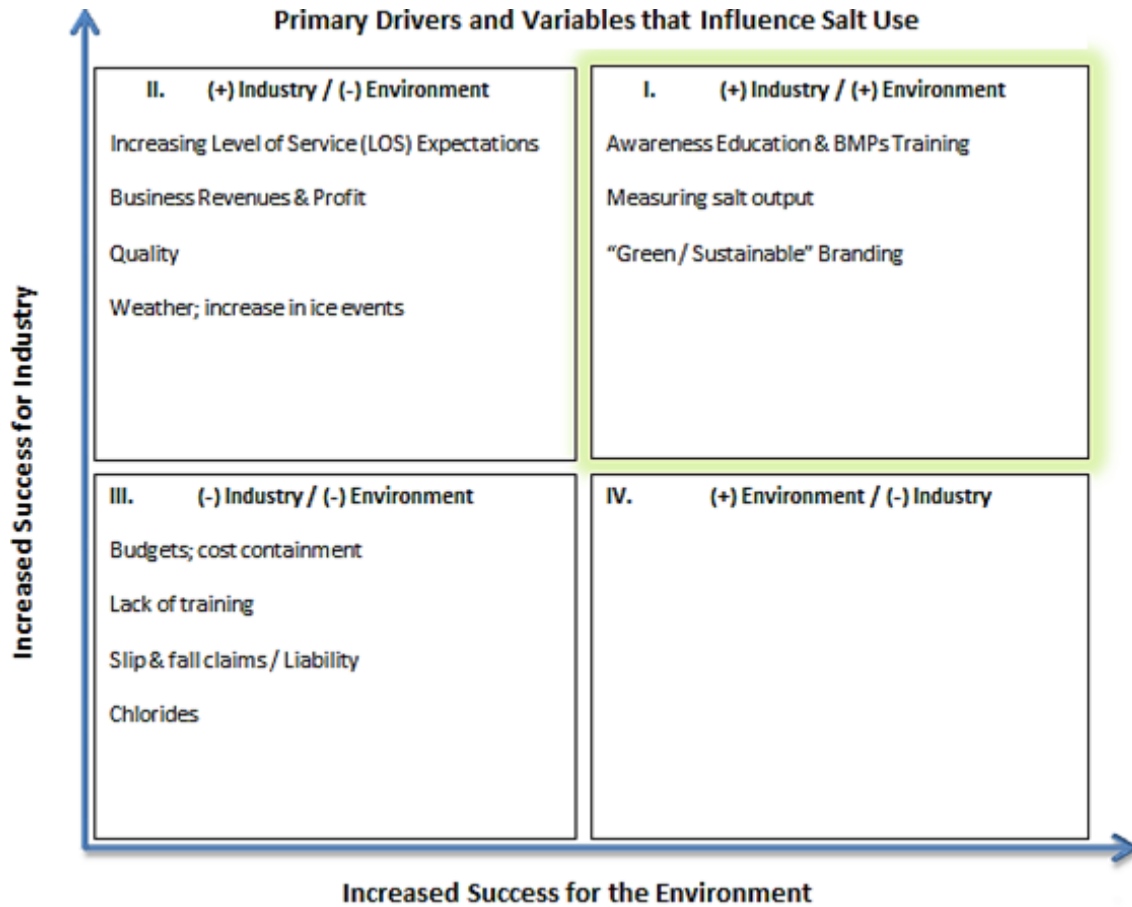 Primary Drivers and Variables that Influence Salt Use
II. (+) Industry / (-) Environment
Increasing Level of Service (LOS) Expectations
Business Revenues & Profit
Quality
Weather; increase in ice events
I. (+) Industry / (+) Environment
Awareness Education & BMPs Training
Measuring salt output
“Green / Sustainable” Branding
III. (-) Industry / (-) Environment
Budgets; cost containment
Lack of training
Slip & fall claims / Liability
Chlorides
IV. (+) Environment / (-) Industry
Increased Success for Industry
Increased Success for the Environment